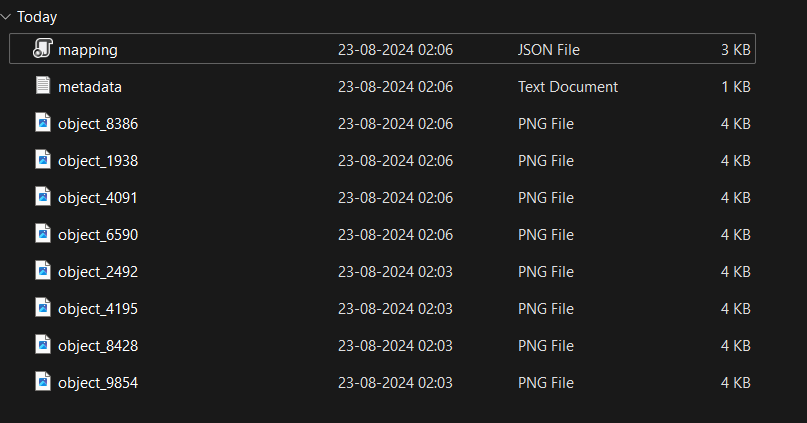 Today
mapping 23-08-2024 02:06 JSON File 3 KB
metadata 23-08-2024 02:06 Text Document 1 KB
object_8386 23-08-2024 02:06 PNG File 4 KB
object_1938 23-08-2024 02:06 PNG File 4 KB
object_4091 23-08-2024 02:06 PNG File 4 KB
object_6590 23-08-2024 02:06 PNG File 4 KB
object_2492 23-08-2024 02:03 PNG File 4 KB
object_4195 23-08-2024 02:03 PNG File 4 KB
object_8428 23-08-2024 02:03 PNG File 4 KB
object_9854 23-08-2024 02:03 PNG File 4 KB